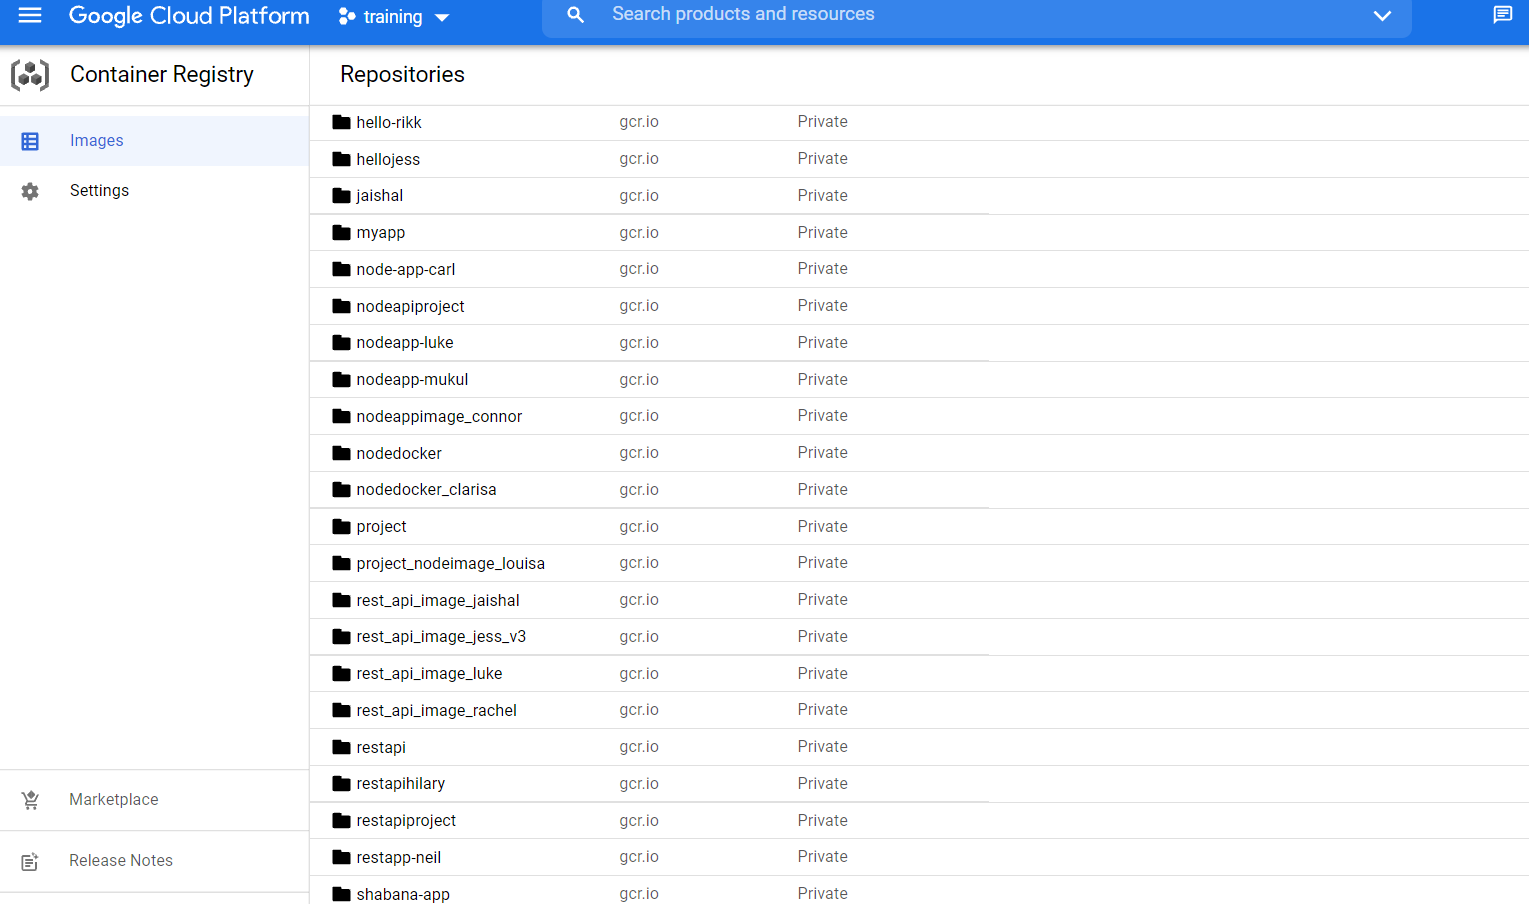 Google Cloud Platform training Search products and resources
Container Registry
Repositories
Images
Settings
Marketplace
Release Notes
hello-rikk gcr.io Private
hellojess gcr.io Private
jaishal gcr.io Private
myapp gcr.io Private
node-app-carl gcr.io Private
nodeapiproject gcr.io Private
nodeapp-luke gcr.io Private
nodeapp-mukul gcr.io Private
nodeappimage_connor gcr.io Private
nodedocker gcr.io Private
nodedocker_clarisa gcr.io Private
project gcr.io Private
project_nodeimage_louisa gcr.io Private
rest_api_image_jaishal gcr.io Private
rest_api_image_jess_v3 gcr.io Private
rest_api_image_luke gcr.io Private
rest_api_image_rachel gcr.io Private
restapi gcr.io Private
restapihilary gcr.io Private
restapiproject gcr.io Private
restapp-neil gcr.io Private
shabana-app gcr.io Private